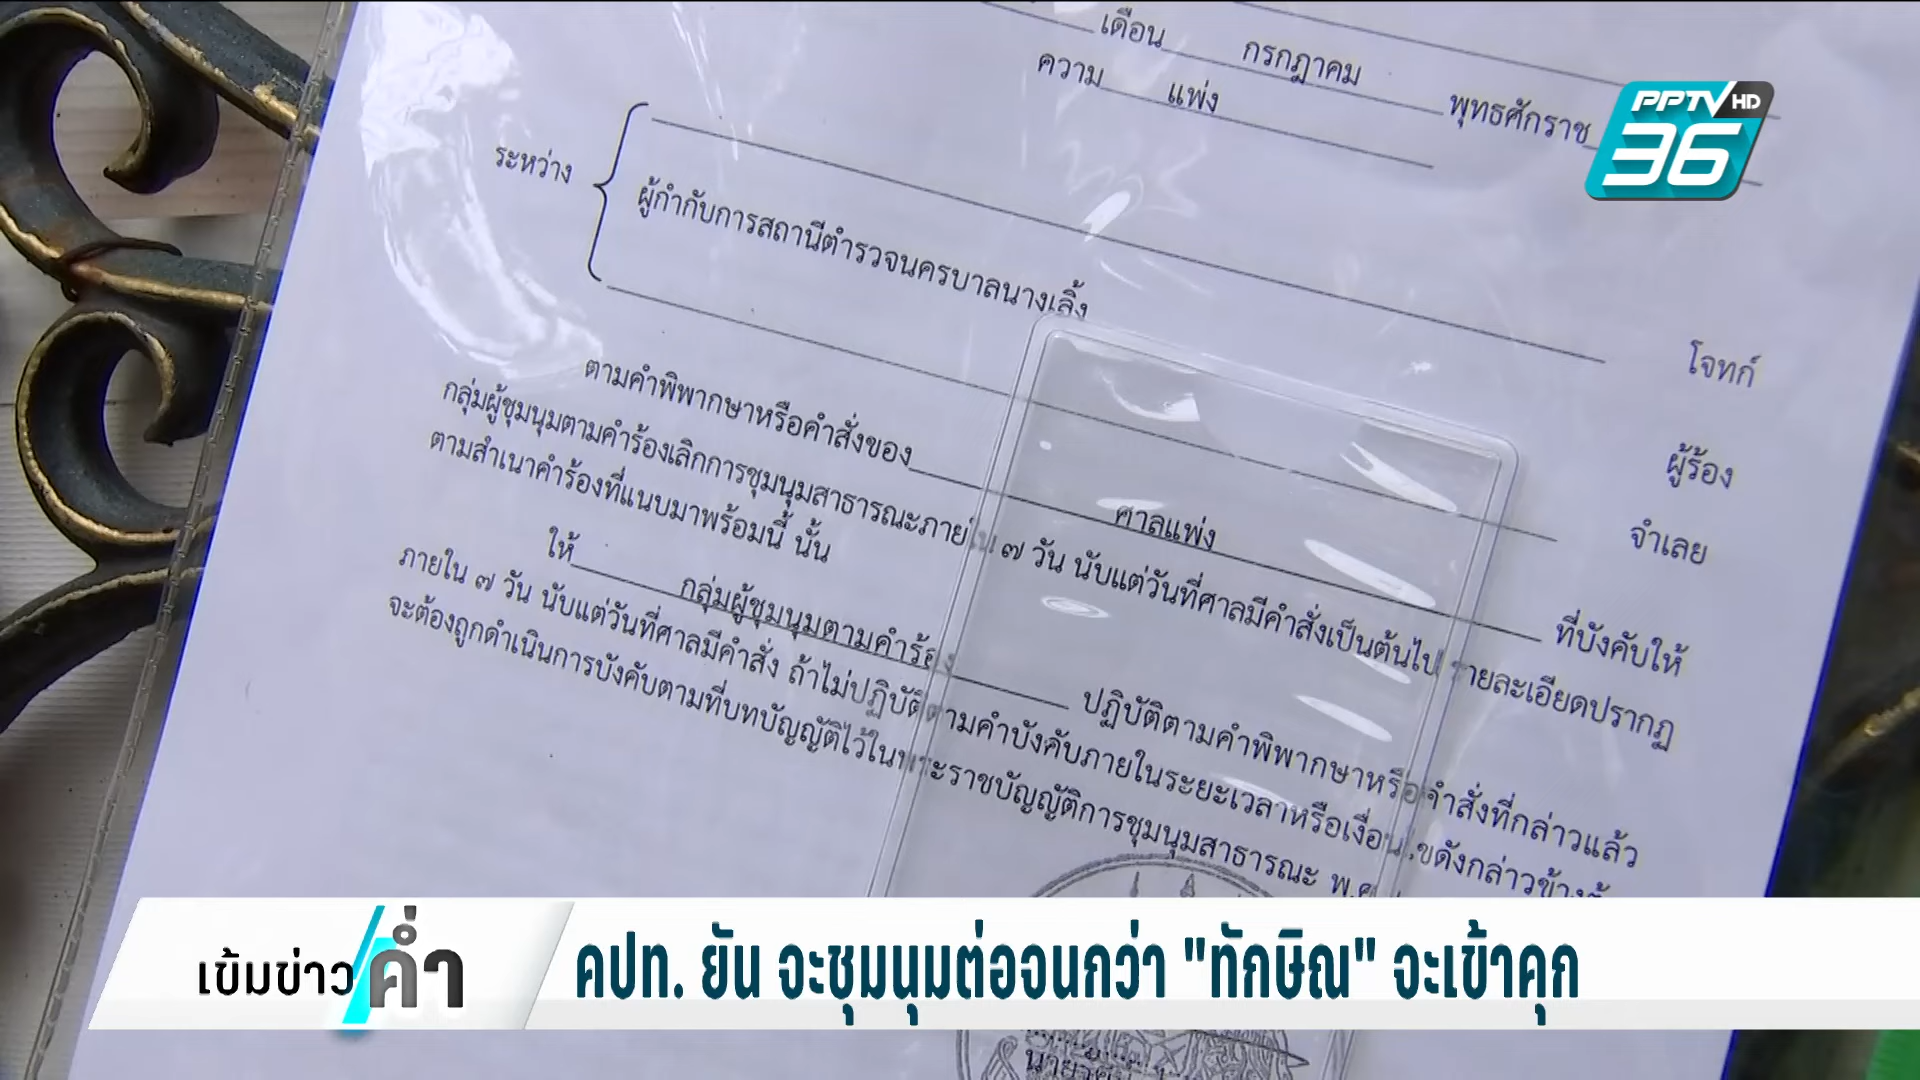 เดือน กรกฎาคม พุทธศักราช
ความ แพ่ง
PPTV HD
36
ระหว่าง
ผู้กำกับการสถานีตำรวจนครบาลนางเลิ้ง
โจทก์
ผู้ร้อง
จำเลย
ตามคำพิพากษาหรือคำสั่งของ ศาลแพ่ง ที่บังคับให้
กลุ่มผู้ชุมนุมตามคำร้องเลิกการชุมนุมสาธารณะภายใน ๗ วัน นับแต่วันที่ศาลมีคำสั่งเป็นต้นไป รายละเอียดปรากฏ
ตามสำเนาคำร้องที่แนบมาพร้อมนี้ นั้น
ให้ กลุ่มผู้ชุมนุมตามคำร้อง ปฏิบัติตามคำพิพากษาหรือคำสั่งที่กล่าวแล้ว
ภายใน ๗ วัน นับแต่วันที่ศาลมีคำสั่ง ถ้าไม่ปฏิบัติตามคำบังคับภายในระยะเวลาหรือเงื่อนไขดังกล่าวข้างต้น
จะต้องถูกดำเนินการบังคับตามที่บทบัญญัติไว้ในพระราชบัญญัติการชุมนุมสาธารณะ
เข้มข่าวค่ำ
คปท. ยัน จะชุมนุมต่อจนกว่า "ทักษิณ" จะเข้าคุก